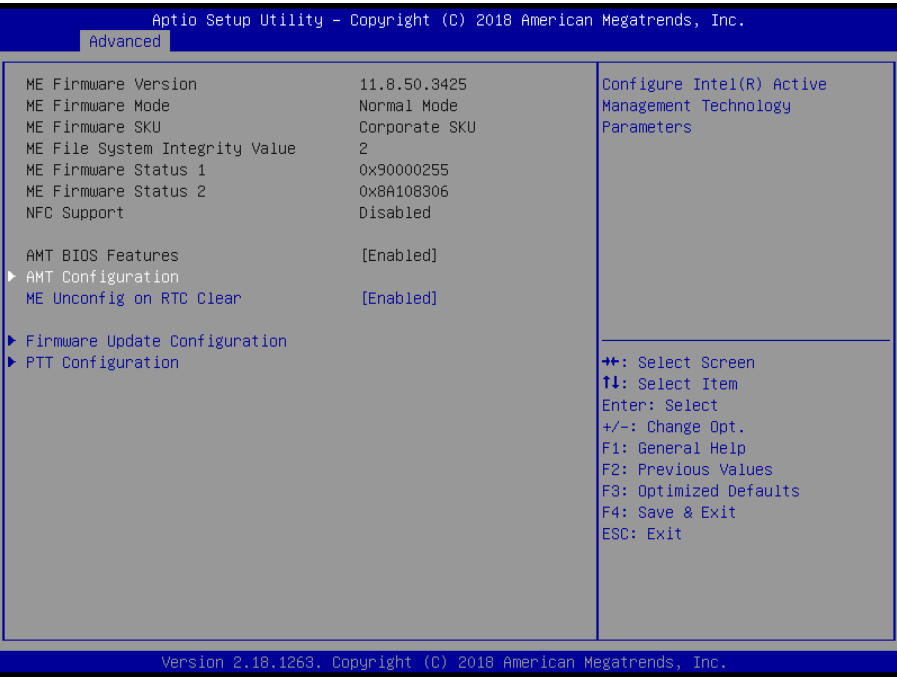 Aptio Setup Utility – Copyright (C) 2018 American Megatrends, Inc.
Advanced
ME Firmware Version 11.8.50.3425
ME Firmware Mode Normal Mode
ME Firmware SKU Corporate SKU
ME File System Integrity Value 2
ME Firmware Status 1 0x90000255
ME Firmware Status 2 0x8A108306
NFC Support Disabled
AMT BIOS Features [Enabled]
AMT Configuration
ME Unconfig on RTC Clear [Enabled]
Firmware Update Configuration
PTT Configuration
Configure Intel(R) Active
Management Technology
Parameters
→←: Select Screen
↑↓: Select Item
Enter: Select
+/-: Change Opt.
F1: General Help
F2: Previous Values
F3: Optimized Defaults
F4: Save & Exit
ESC: Exit
Version 2.18.1263. Copyright (C) 2018 American Megatrends, Inc.